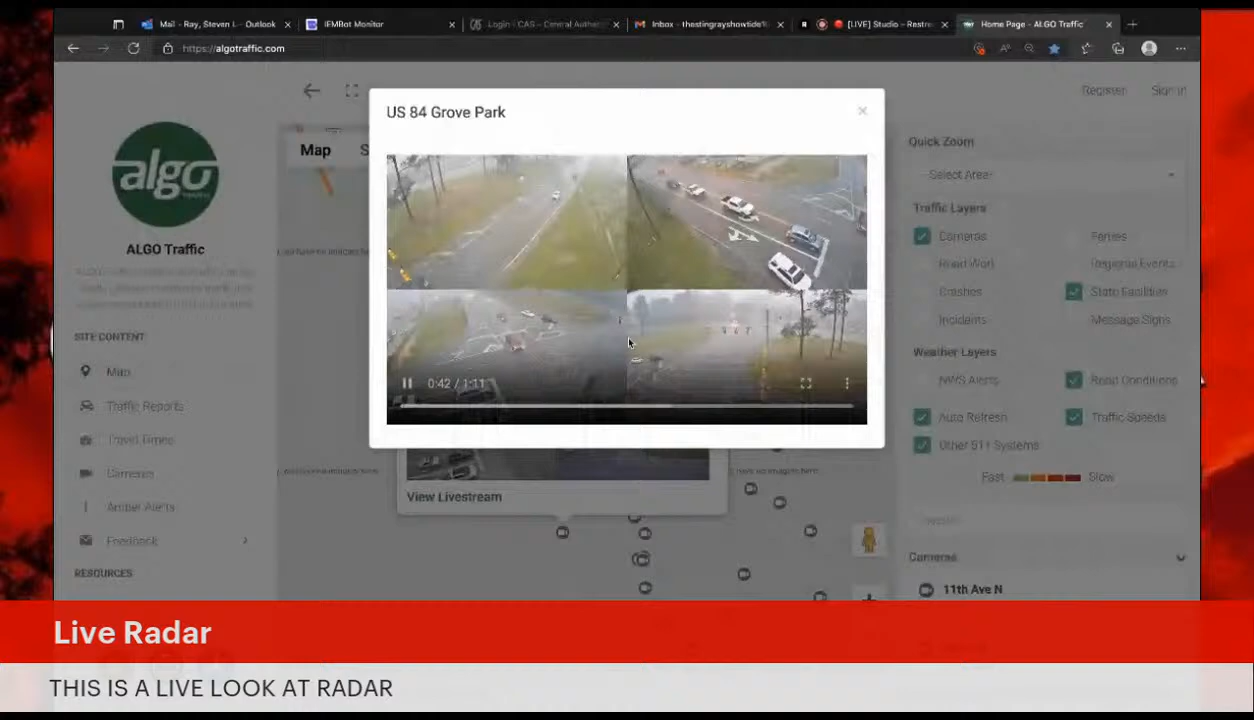 Mail - Ray, Steven L - Outlook
IEMBot Monitor
Login - CAS – Central Authen
[LIVE] Studio - Restre
Home Page - ALGO Traffic
https://algotraffic.com
US 84 Grove Park
Register
Sign In
Map
algo
ALGO Traffic
SITE CONTENT
Map
Traffic Reports
Travel Times
Cameras
Amber Alerts
Feedback
RESOURCES
0:42 / 1:11
View Livestream
Quick Zoom
-Select Area-
Traffic Layers
Cameras
Ferries
Road Work
Regional Events
Crashes
State Facilities
Incidents
Message Signs
Weather Layers
NWS Alerts
Road Conditions
Auto Refresh
Traffic Speeds
Other 511 Systems
Fast
Slow
Cameras
11th Ave N
Live Radar
THIS IS A LIVE LOOK AT RADAR